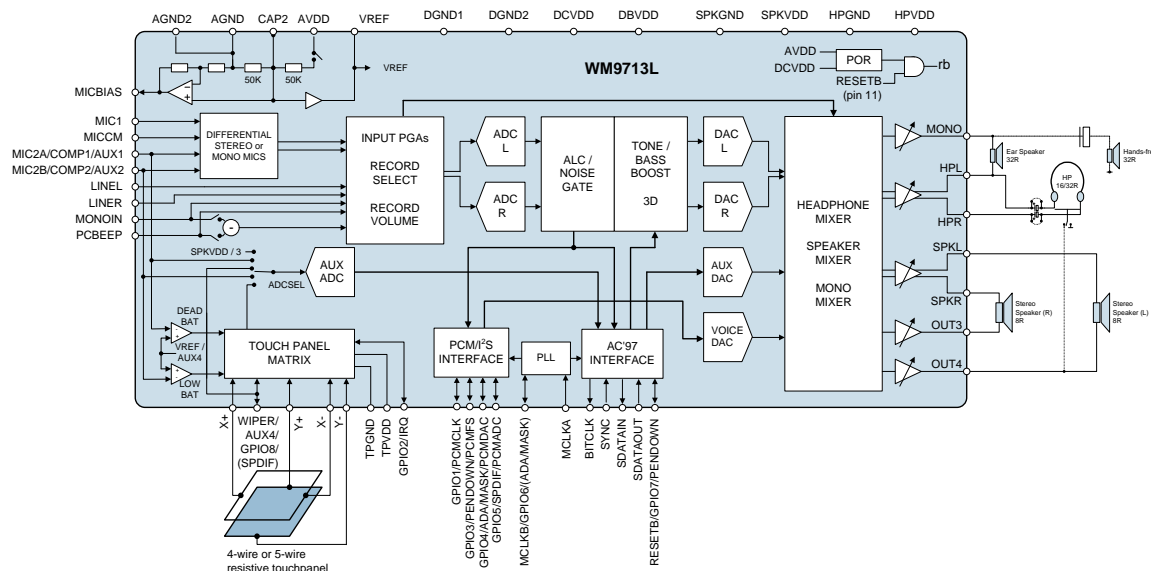 AGND2 AGND CAP2 AVDD VREF DGND1 DGND2 DCVDD DBVDD SPKGND SPKVDD HPGND HPVDD
WM9713L
AVDD
DCVDD
POR
RESETB
(pin 11)
rb
VREF
50K 50K
MICBIAS
MIC1
MICCM
MIC2A/COMP1/AUX1
MIC2B/COMP2/AUX2
LINEL
LINER
MONOIN
PCBEEP
DIFFERENTIAL
STEREO or
MONO MICS
INPUT PGAs
RECORD
SELECT
RECORD
VOLUME
ADC
L
ADC
R
ALC /
NOISE
GATE
TONE /
BASS
BOOST
3D
DAC
L
DAC
R
AUX
DAC
VOICE
DAC
HEADPHONE
MIXER
SPEAKER
MIXER
MONO
MIXER
MONO
HPL
HPR
SPKL
SPKR
OUT3
OUT4
Ear Speaker
32R
32R
HP
16/32R
Stereo
Speaker (R)
8R
Stereo
Speaker (L)
8R
SPKVDD / 3
ADCSEL
AUX
ADC
DEAD
BAT
VREF /
AUX4
LOW
BAT
TOUCH PANEL
MATRIX
PCM/I²S
INTERFACE
PLL
AC'97
INTERFACE
X+
WIPER/
AUX4/
GPIO8/
(SPDIF)
Y+
X-
Y-
TPGND
TPVDD
GPIO2/IRQ
GPIO1/PCMCLK
GPIO3/PENDOWN/PCMFS
GPIO4/ADA/MASK/PCMDAC
GPIO5/SPDIF/PCMADC
MCLKB/GPIO6/(ADA/MASK)
MCLKA
BITCLK
SYNC
SDATAIN
SDATAOUT
RESETB/GPIO7/PENDOWN
4-wire or 5-wire
resistive touchpanel